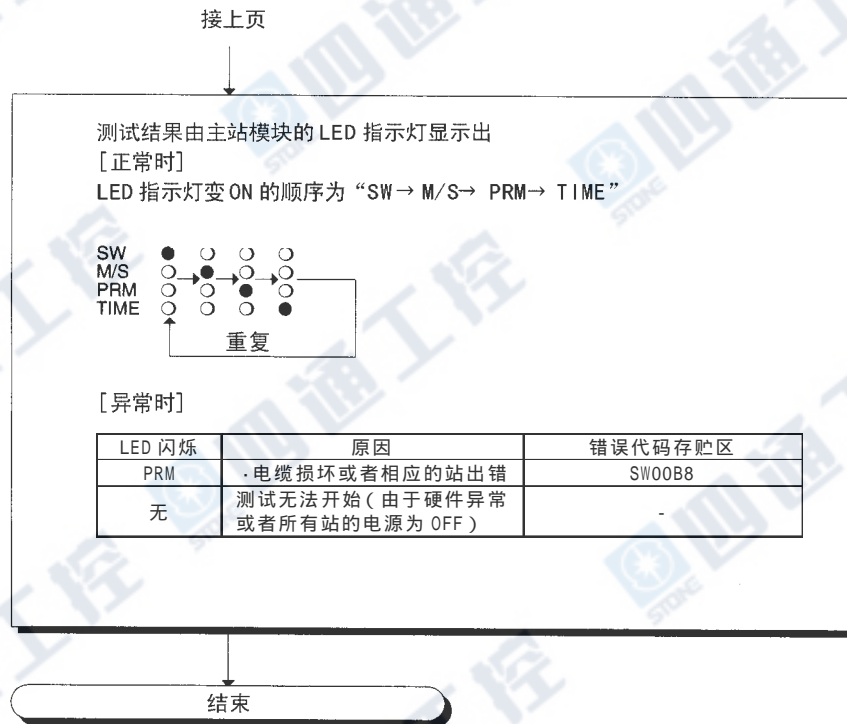 接上页
测试结果由主站模块的 LED 指示灯显示出
[正常时]
LED 指示灯变 ON 的顺序为“SW→ M/S→ PRM→ TIME”
SW
M/S
PRM
TIME
重复
[异常时]
LED 闪烁 原因 错误代码存贮区
PRM ·电缆损坏或者相应的站出错 SW00B8
无 测试无法开始(由于硬件异常 -
或者所有站的电源为 OFF)
结束
四通工控
STONE